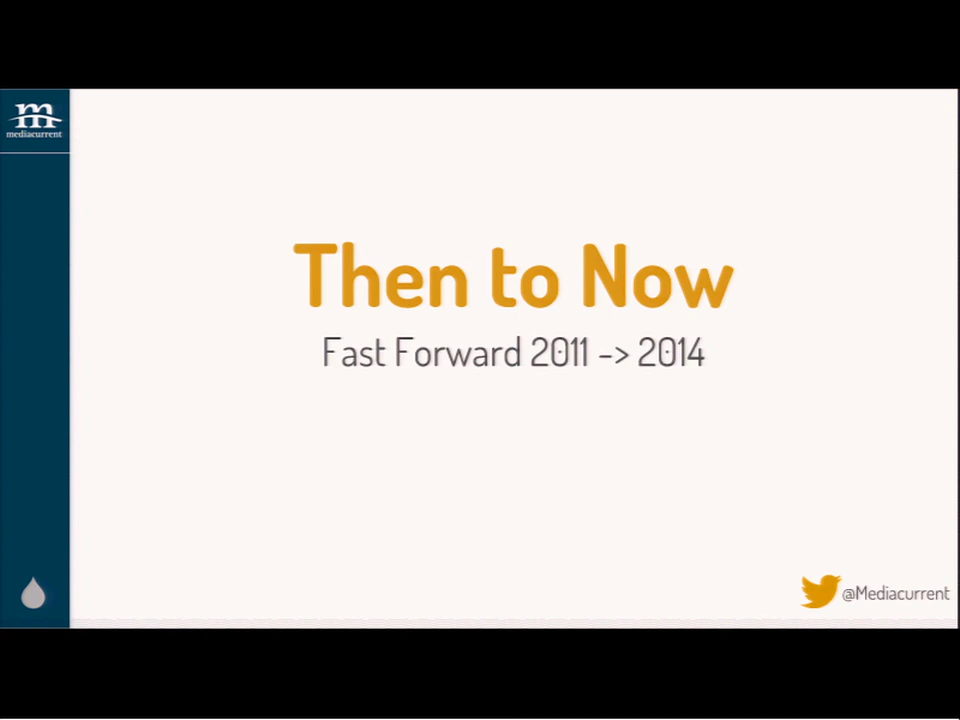 m
mediacurrent
Then to Now
Fast Forward 2011 -> 2014
@Mediacurrent